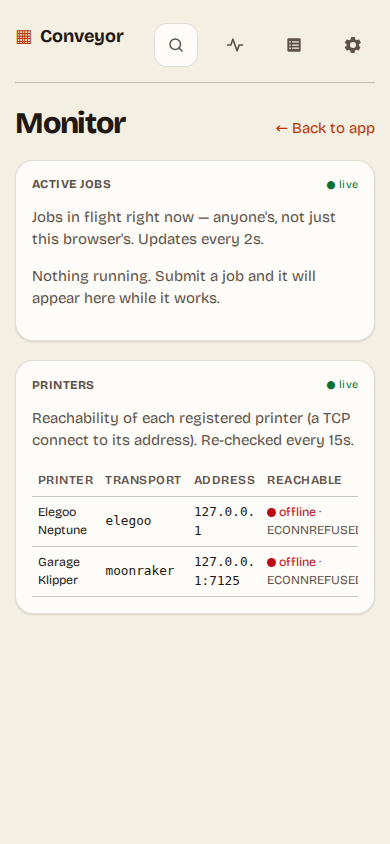 Conveyor
Monitor
← Back to app
ACTIVE JOBS
● live
Jobs in flight right now — anyone's, not just
this browser's. Updates every 2s.
Nothing running. Submit a job and it will
appear here while it works.
PRINTERS
● live
Reachability of each registered printer (a TCP
connect to its address). Re-checked every 15s.
PRINTER TRANSPORT ADDRESS REACHABLE
Elegoo
Neptune
elegoo
127.0.0.
1
● offline ·
ECONNREFUSED
Garage
Klipper
moonraker
127.0.0.
1:7125
● offline ·
ECONNREFUSED